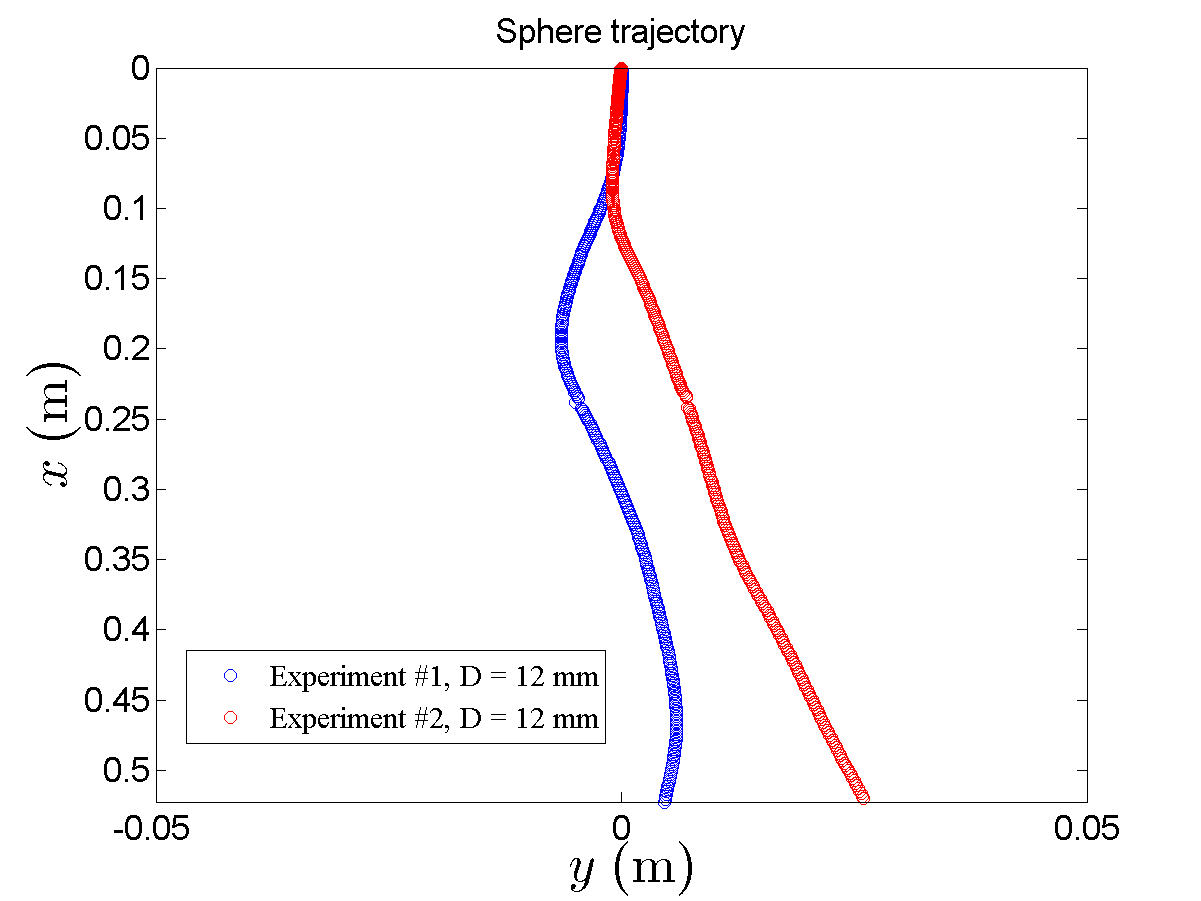 Sphere trajectory
0
0.05
0.1
0.15
0.2
0.25
0.3
0.35
0.4
0.45
0.5
x (m)
Experiment #1, D = 12 mm
Experiment #2, D = 12 mm
-0.05 0 0.05
y (m)